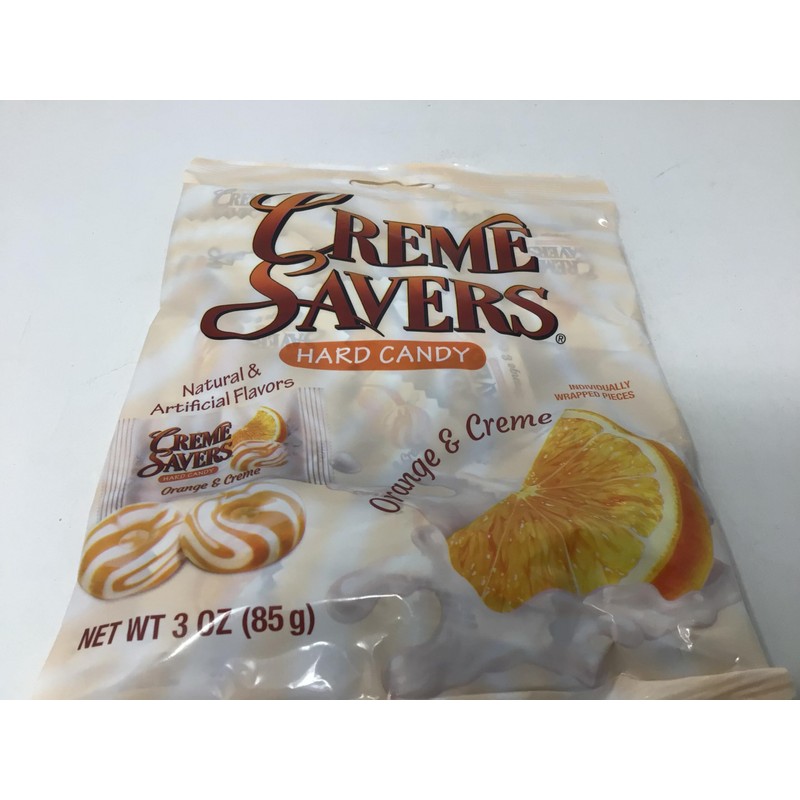 CREME
SAVERS®
HARD CANDY
Natural &
Artificial Flavors
INDIVIDUALLY
WRAPPED PIECES
CREME
SAVERS
HARD CANDY
Orange & Creme
Orange & Creme
NET WT 3 OZ (85 g)